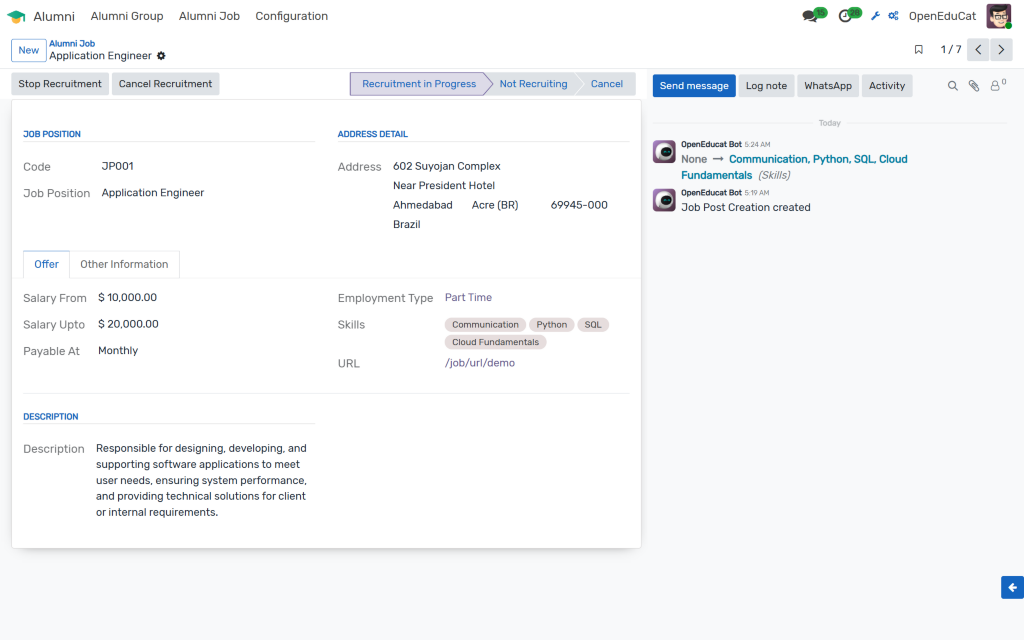 Alumni Alumni Group Alumni Job Configuration 15 28 OpenEduCat
New Alumni Job
Application Engineer
1 / 7
Stop Recruitment Cancel Recruitment Recruitment in Progress Not Recruiting Cancel
Send message Log note WhatsApp Activity 0
JOB POSITION
Code JP001
Job Position Application Engineer
ADDRESS DETAIL
Address 602 Suyojan Complex
Near President Hotel
Ahmedabad Acre (BR) 69945-000
Brazil
Offer Other Information
Salary From $ 10,000.00
Salary Upto $ 20,000.00
Payable At Monthly
Employment Type Part Time
Skills Communication Python SQL
Cloud Fundamentals
URL /job/url/demo
DESCRIPTION
Description Responsible for designing, developing, and
supporting software applications to meet
user needs, ensuring system performance,
and providing technical solutions for client
or internal requirements.
Today
OpenEducat Bot 5:24 AM
None → Communication, Python, SQL, Cloud
Fundamentals (Skills)
OpenEducat Bot 5:19 AM
Job Post Creation created